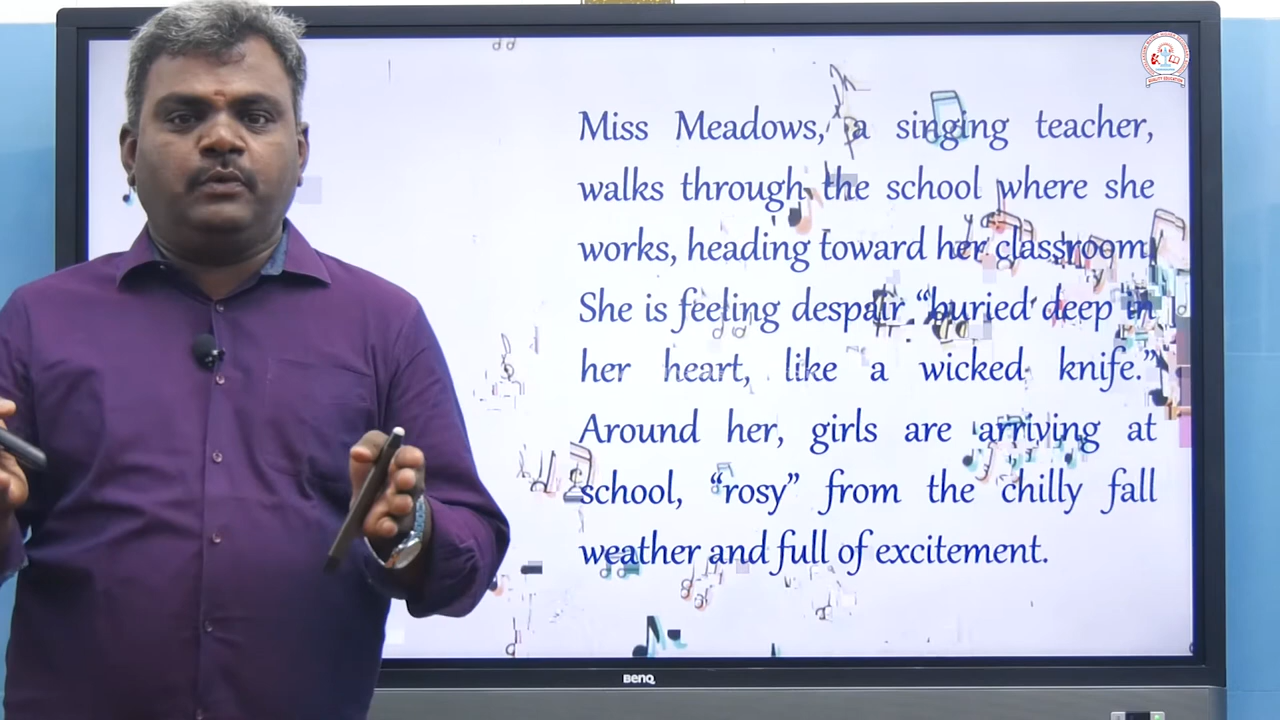 Miss Meadows, a singing teacher,
walks through the school where she
works, heading toward her classroom.
She is feeling despair “buried deep in
her heart, like a wicked knife.”
Around her, girls are arriving at
school, “rosy” from the chilly fall
weather and full of excitement.
BenQ
QUALITY EDUCATION